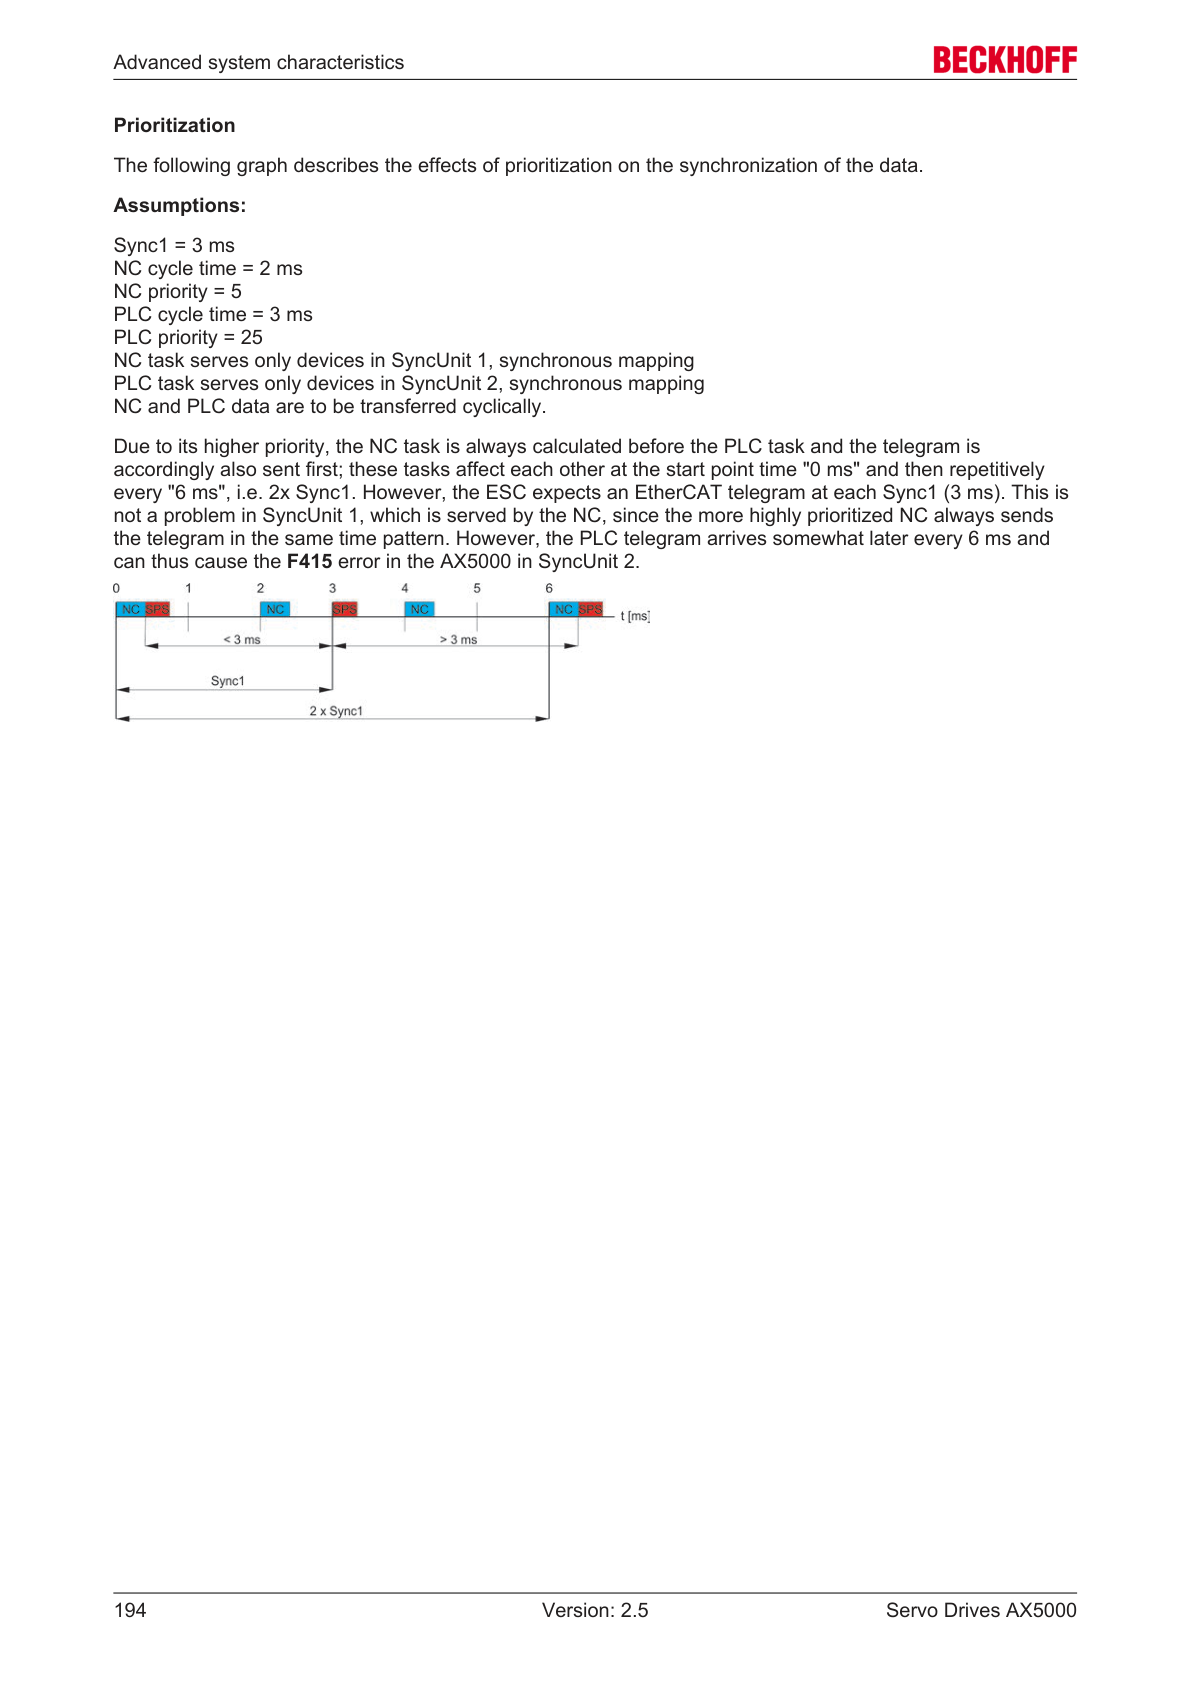 Advanced system characteristics
BECKHOFF
Prioritization
The following graph describes the effects of prioritization on the synchronization of the data.
Assumptions:
Sync1 = 3 ms
NC cycle time = 2 ms
NC priority = 5
PLC cycle time = 3 ms
PLC priority = 25
NC task serves only devices in SyncUnit 1, synchronous mapping
PLC task serves only devices in SyncUnit 2, synchronous mapping
NC and PLC data are to be transferred cyclically.
Due to its higher priority, the NC task is always calculated before the PLC task and the telegram is
accordingly also sent first; these tasks affect each other at the start point time "0 ms" and then repetitively
every "6 ms", i.e. 2x Sync1. However, the ESC expects an EtherCAT telegram at each Sync1 (3 ms). This is
not a problem in SyncUnit 1, which is served by the NC, since the more highly prioritized NC always sends
the telegram in the same time pattern. However, the PLC telegram arrives somewhat later every 6 ms and
can thus cause the F415 error in the AX5000 in SyncUnit 2.
0 1 2 3 4 5 6
NC SPS NC SPS NC NC SPS t [ms]
< 3 ms > 3 ms
Sync1
2 x Sync1
194 Version: 2.5 Servo Drives AX5000